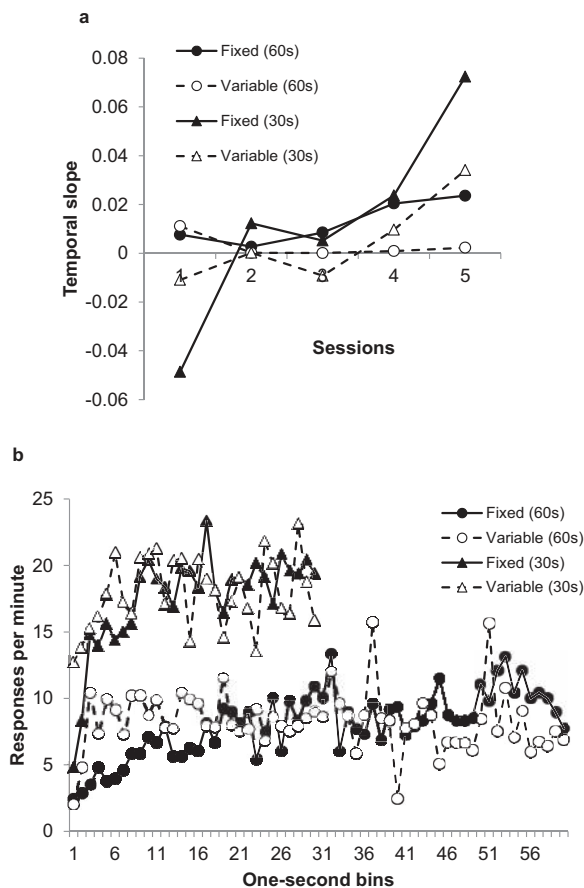 a
Fixed (60s)
Variable (60s)
Fixed (30s)
Variable (30s)
0.08
0.06
0.04
0.02
0
-0.02
-0.04
-0.06
Temporal slope
1 2 3 4 5
Sessions
b
Fixed (60s)
Variable (60s)
Fixed (30s)
Variable (30s)
25
20
15
10
5
0
Responses per minute
1 6 11 16 21 26 31 36 41 46 51 56
One-second bins